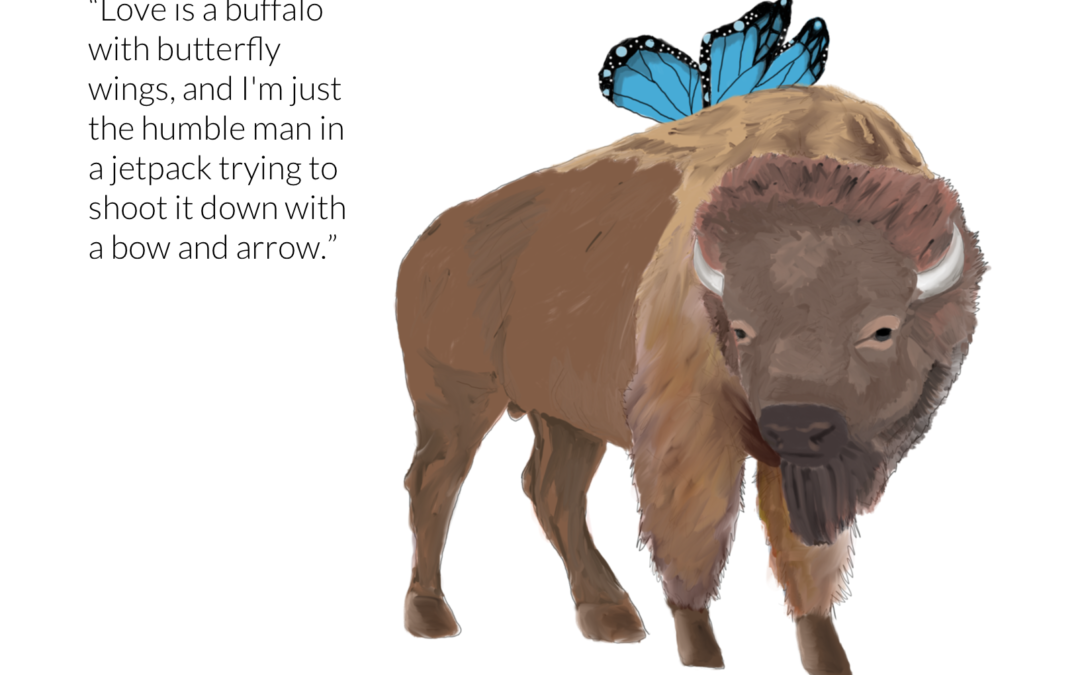 “Love is a buffalo
with butterfly
wings, and I'm just
the humble man in
a jetpack trying to
shoot it down with
a bow and arrow.”